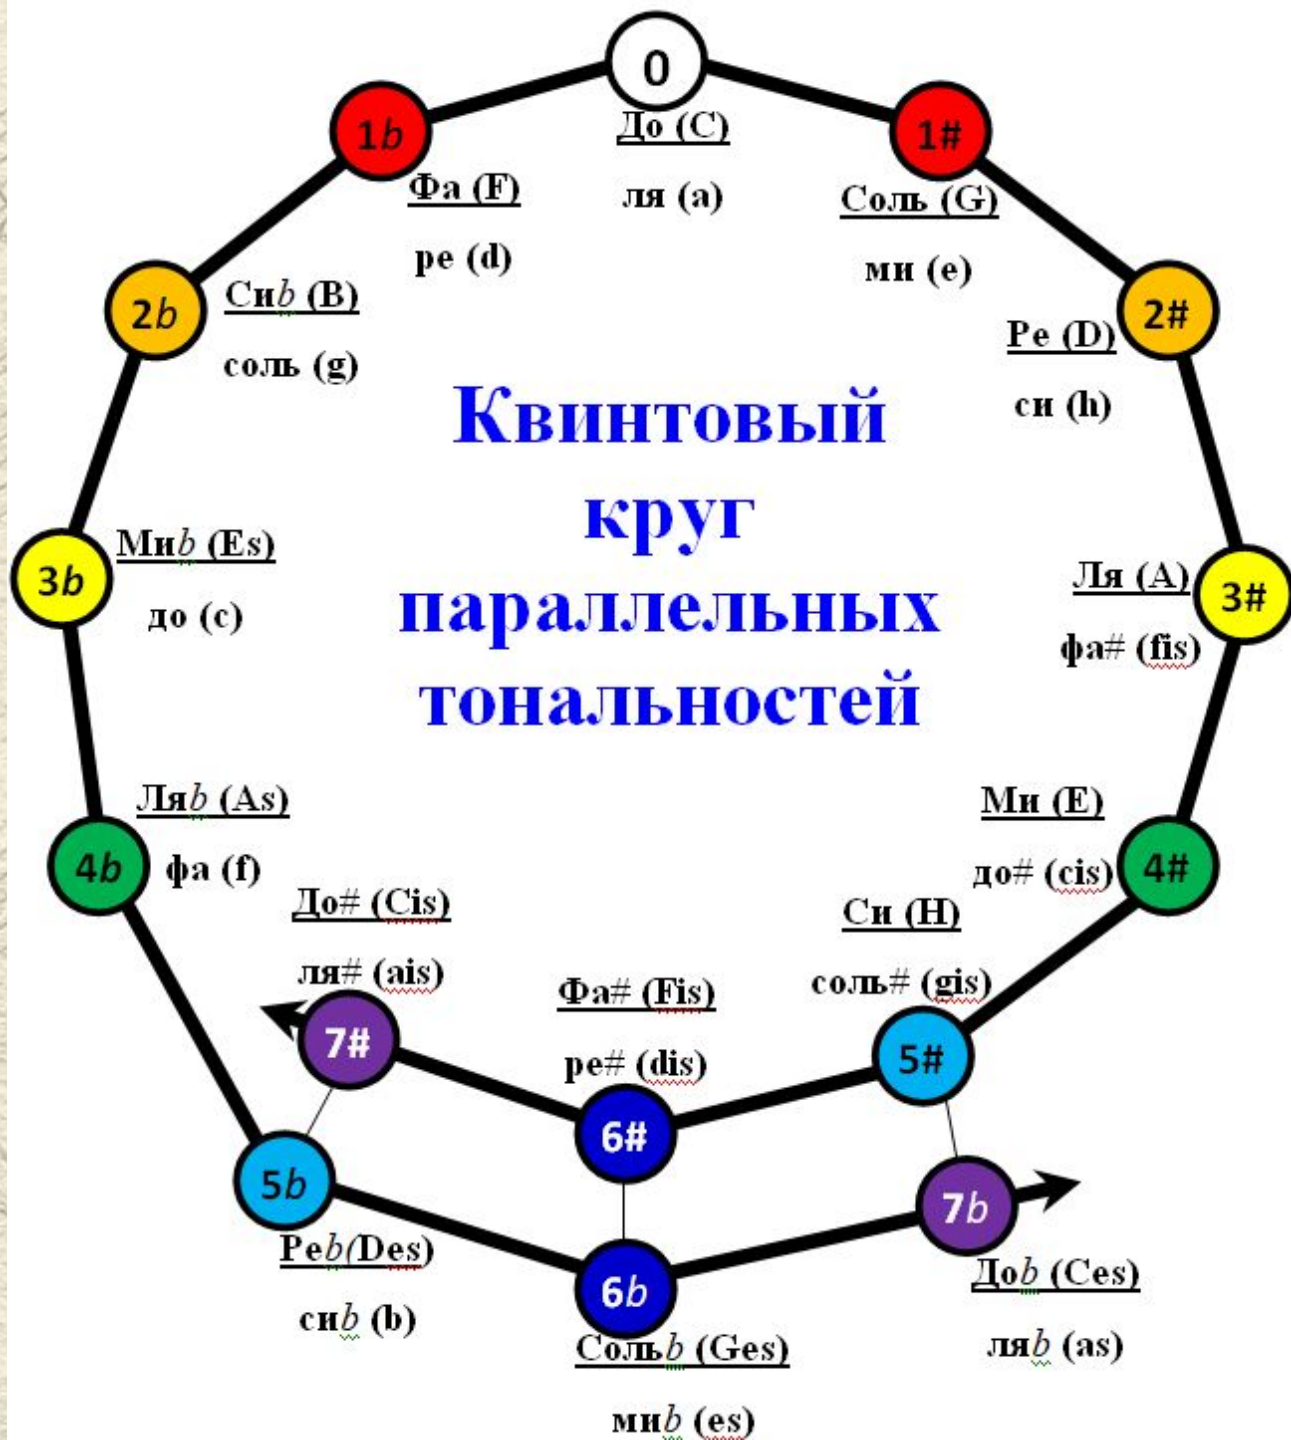 0
До (C)
ля (a)
1b
Фа (F)
ре (d)
1#
Соль (G)
ми (e)
2b
Сиb (B)
соль (g)
2#
Ре (D)
си (h)
Квинтовый
круг
параллельных
тональностей
3b
Миb (Es)
до (c)
3#
Ля (A)
фа# (fis)
4b
Ляb (As)
фа (f)
4#
Ми (E)
до# (cis)
До# (Cis)
ля# (ais)
7#
Фа# (Fis)
ре# (dis)
6#
Си (H)
соль# (gis)
5#
5b
Реb(Des)
сиb (b)
6b
Сольb (Ges)
миb (es)
7b
Доb (Ces)
ляb (as)